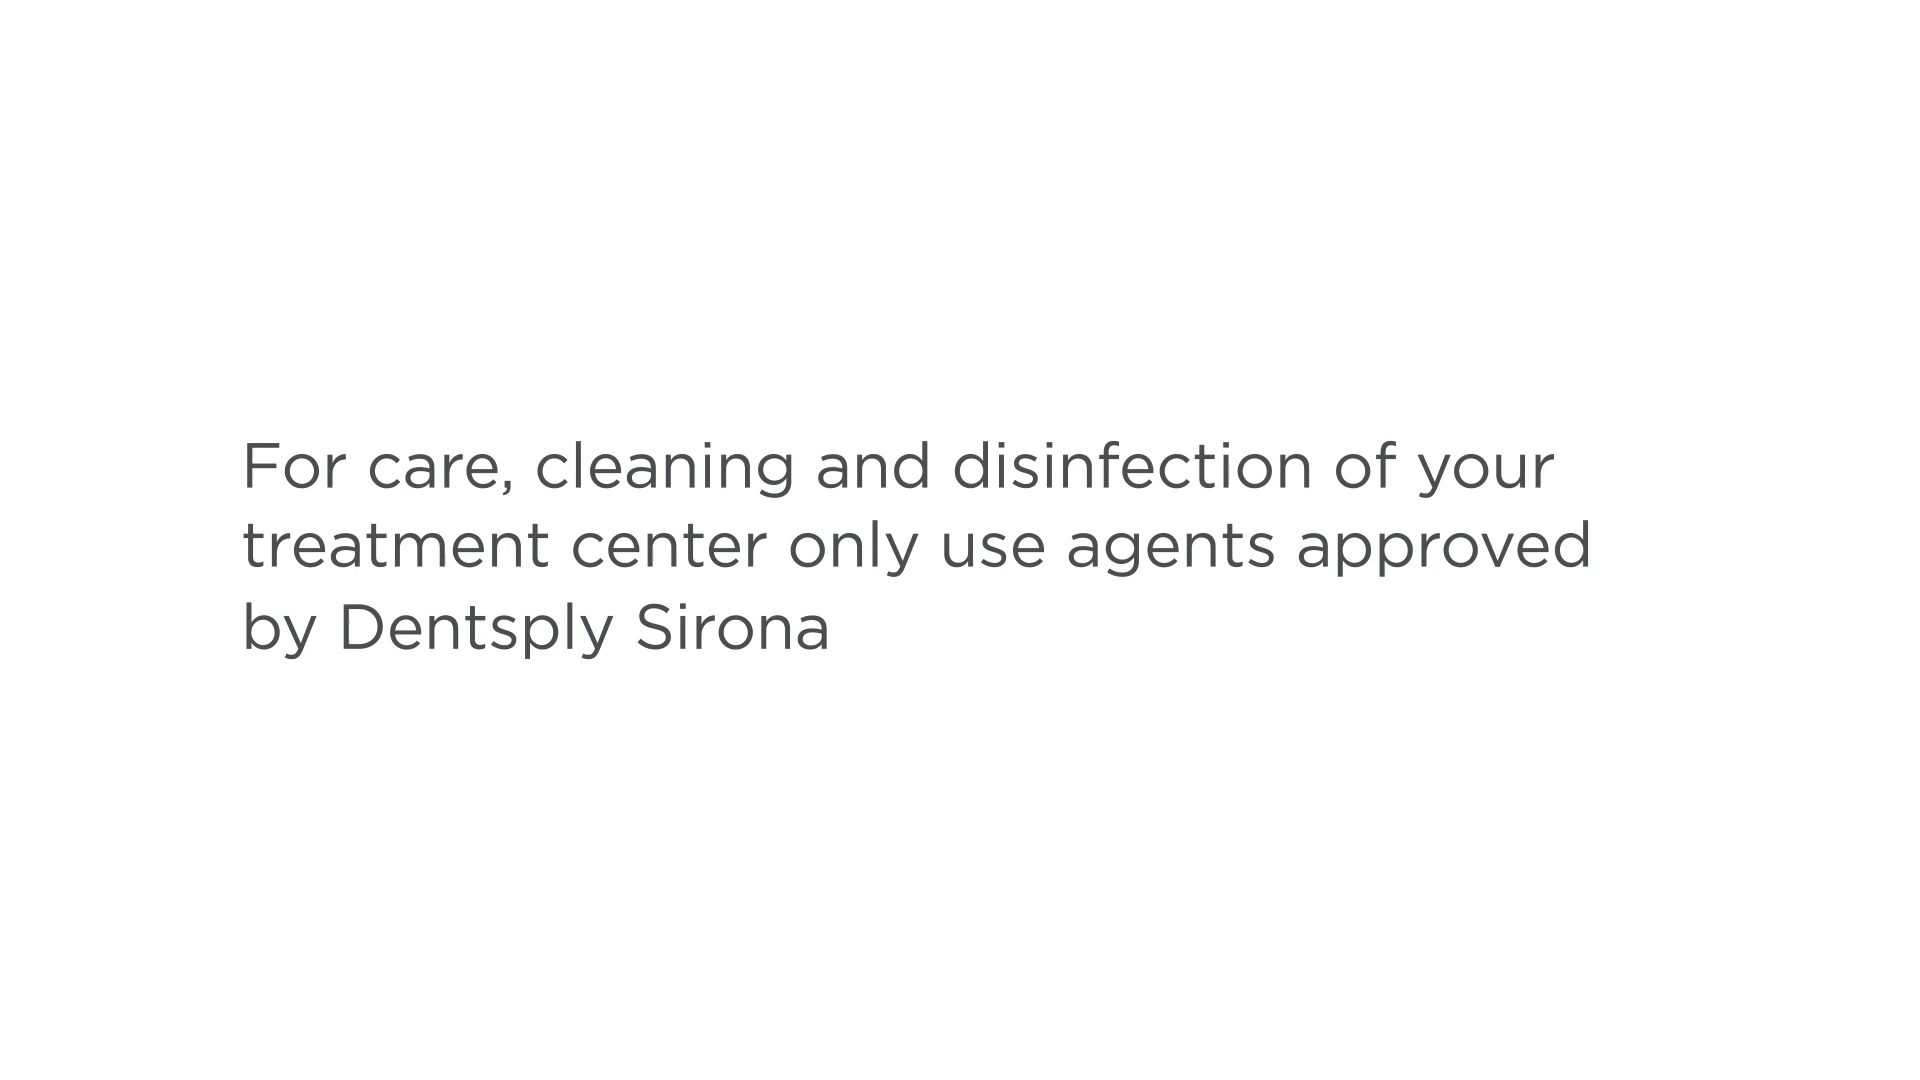 For care, cleaning and disinfection of your
treatment center only use agents approved
by Dentsply Sirona